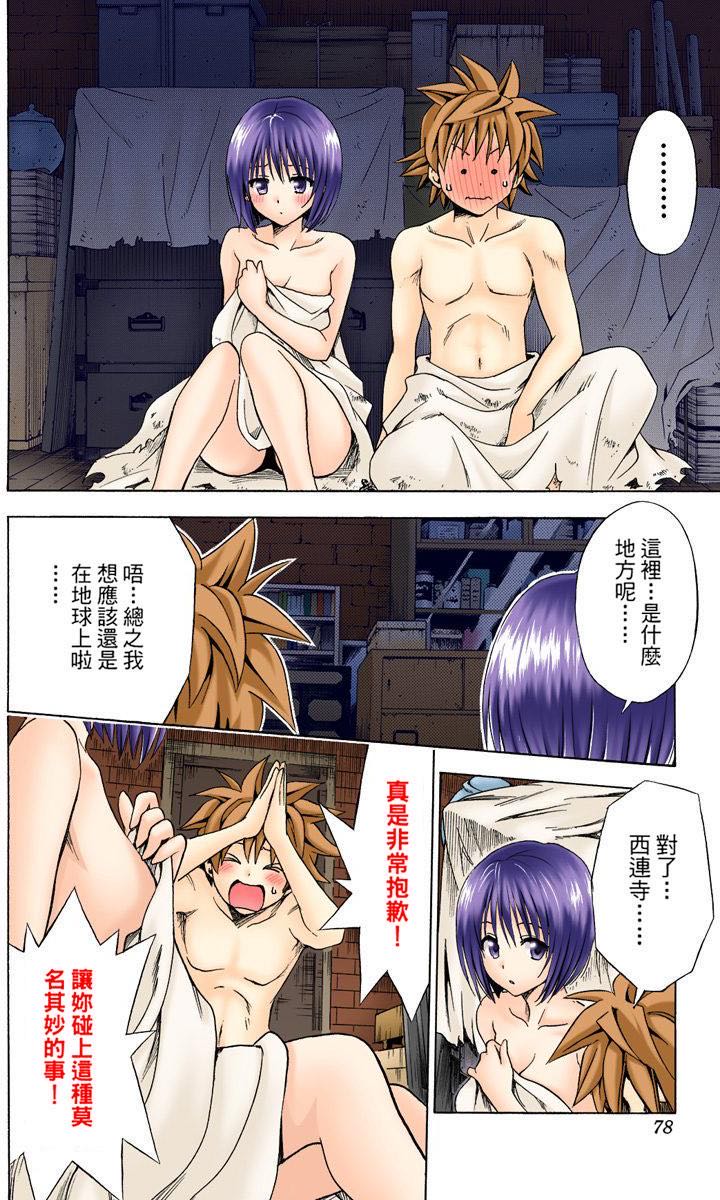 ………
這裡…是什麼
地方呢……
唔…總之我
想應該還是
在地球上啦
……
對了…
西連寺…
真是非常抱歉！
讓妳碰上這種莫
名其妙的事！
78